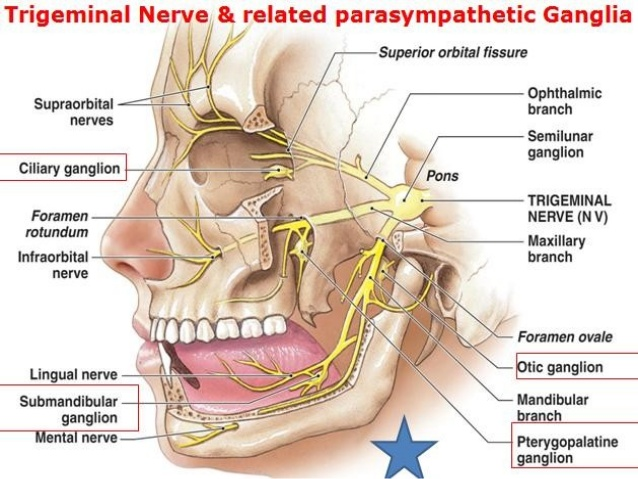 Trigeminal Nerve & related parasympathetic Ganglia
Superior orbital fissure
Supraorbital
nerves
Ciliary ganglion
Foramen
rotundum
Infraorbital
nerve
Lingual nerve
Submandibular
ganglion
Mental nerve
Ophthalmic
branch
Semilunar
ganglion
Pons
TRIGEMINAL
NERVE (N V)
Maxillary
branch
Foramen ovale
Otic ganglion
Mandibular
branch
Pterygopalatine
ganglion